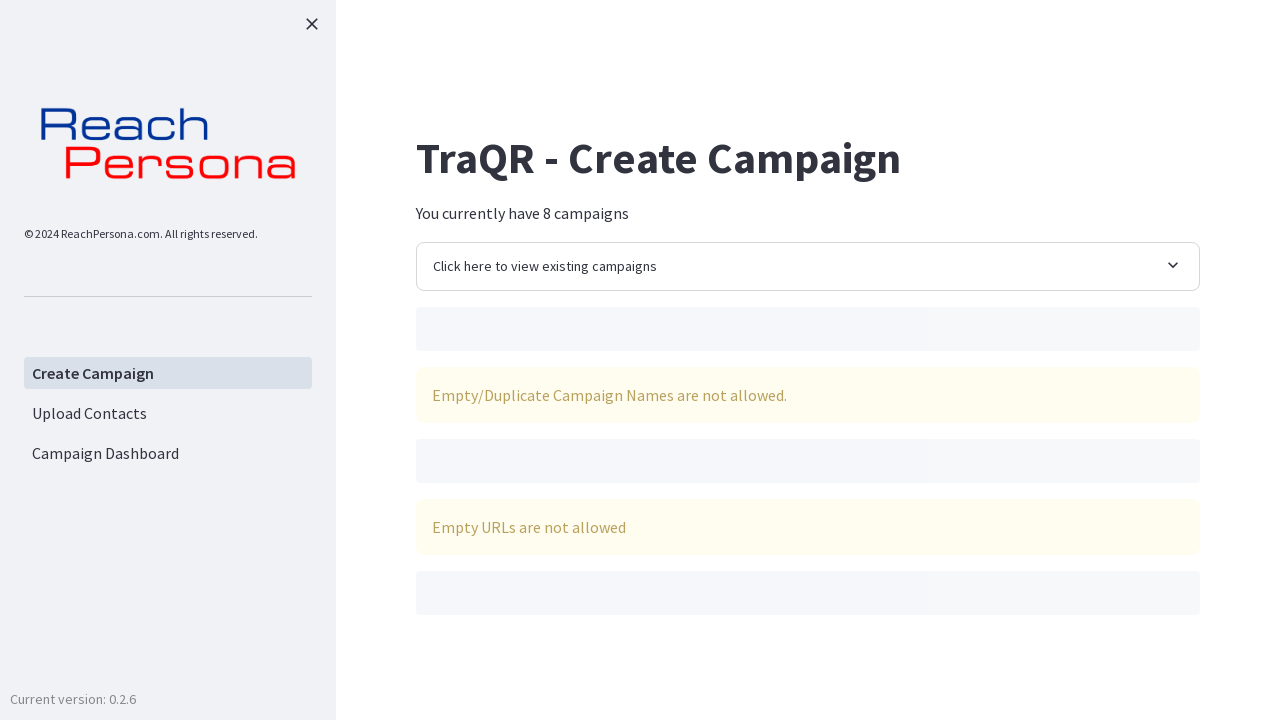 Reach
Persona
© 2024 ReachPersona.com. All rights reserved.
Create Campaign
Upload Contacts
Campaign Dashboard
Current version: 0.2.6
TraQR - Create Campaign
You currently have 8 campaigns
Click here to view existing campaigns
Empty/Duplicate Campaign Names are not allowed.
Empty URLs are not allowed